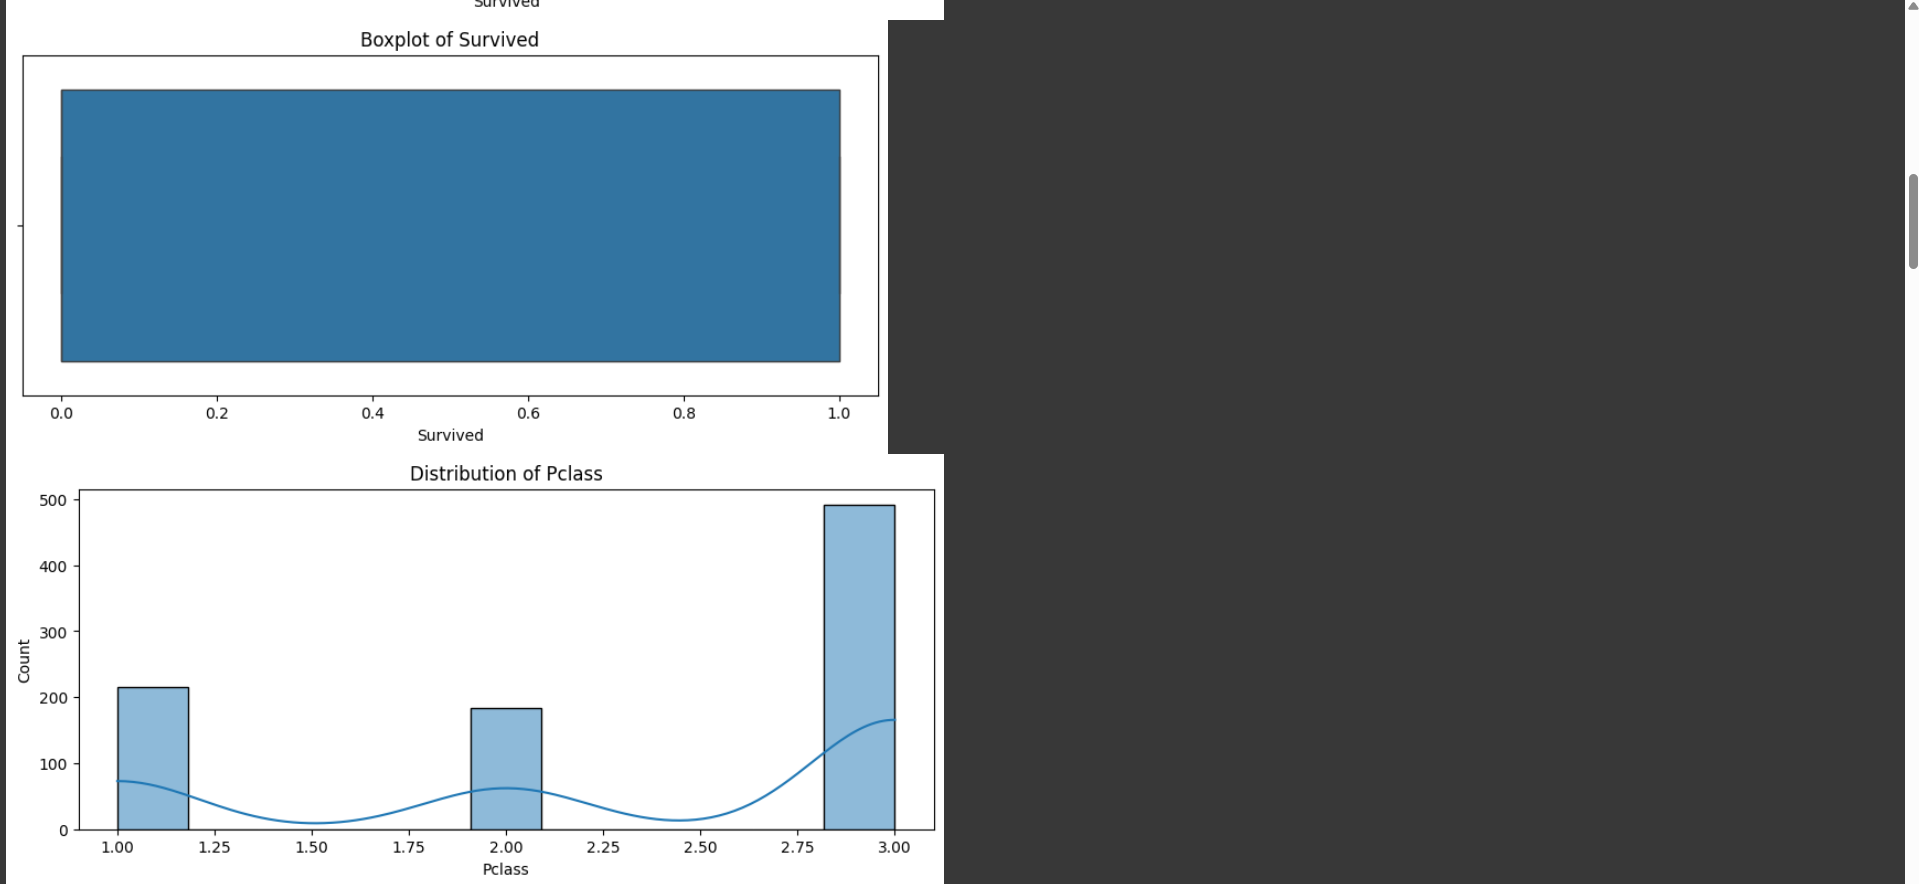 Survived
Boxplot of Survived
0.0 0.2 0.4 0.6 0.8 1.0
Survived
Distribution of Pclass
500
400
300
200
100
0
Count
1.00 1.25 1.50 1.75 2.00 2.25 2.50 2.75 3.00
Pclass